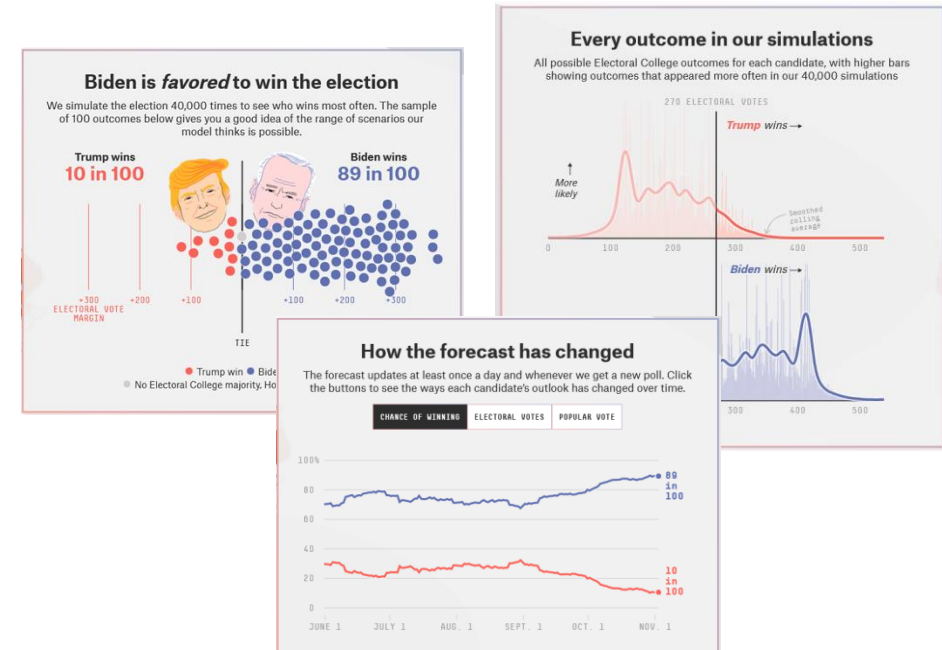 Biden is favored to win the election
We simulate the election 40,000 times to see who wins most often. The sample
of 100 outcomes below gives you a good idea of the range of scenarios our
model thinks is possible.
Trump wins
10 in 100
Biden wins
89 in 100
+300
ELECTORAL VOTE
MARGIN
+200
+100
+100
+200
+300
TIE
Trump win
No Electoral College majority,
Every outcome in our simulations
All possible Electoral College outcomes for each candidate, with higher bars
showing outcomes that appeared more often in our 40,000 simulations
270 ELECTORAL VOTES
Trump wins→
↑
More
likely
Smoothed
rolling
average
0 100 200 300 400 500
Biden wins→
300 400 500
How the forecast has changed
The forecast updates at least once a day and whenever we get a new poll. Click
the buttons to see the ways each candidate's outlook has changed over time.
CHANCE OF WINNING ELECTORAL VOTES POPULAR VOTE
100%
80
60
40
20
0
89
in
100
10
in
100
JUNE 1 JULY 1 AUG. 1 SEPT. 1 OCT. 1 NOV. 1